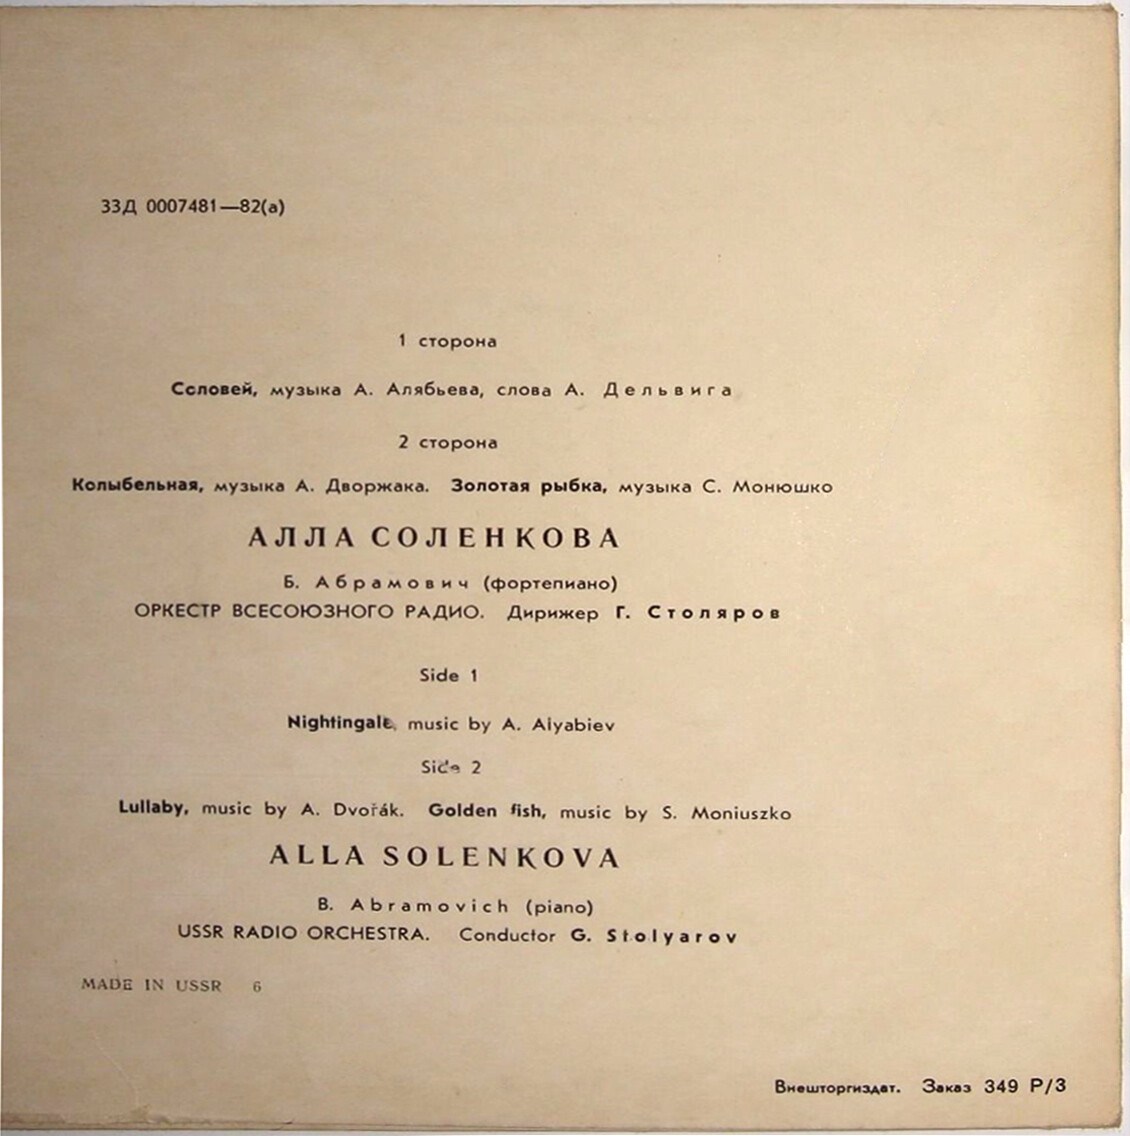 33Д 0007481—82(а)
1 сторона
Соловей, музыка А. Алябьева, слова А. Дельвига
2 сторона
Колыбельная, музыка А. Дворжака. Золотая рыбка, музыка С. Монюшко
АЛЛА СОЛЕНКОВА
Б. Абрамович (фортепиано)
ОРКЕСТР ВСЕСОЮЗНОГО РАДИО. Дирижер Г. Столяров
Side 1
Nightingale, music by A. Alyabiev
Side 2
Lullaby, music by A. Dvořák. Golden fish, music by S. Moniuszko
ALLA SOLENKOVA
B. Abramovich (piano)
USSR RADIO ORCHESTRA. Conductor G. Stolyarov
MADE IN USSR 6
Внешторгиздат. Заказ 349 Р/3